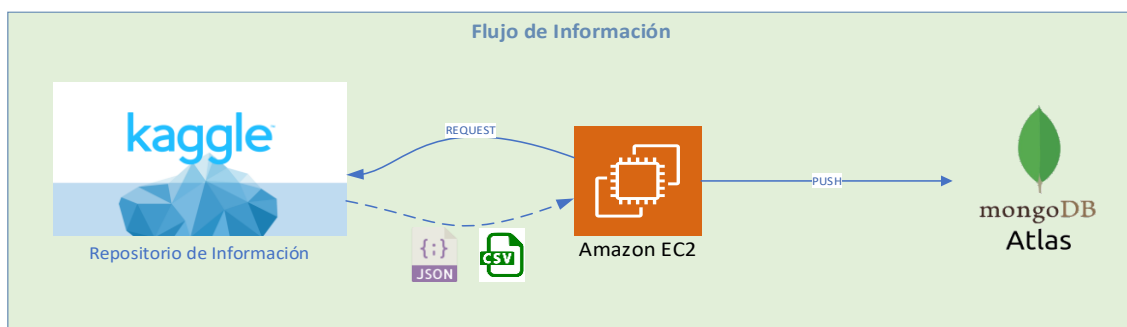 Flujo de Información
kaggle
REQUEST
PUSH
mongoDB
Atlas
Amazon EC2
Repositorio de Información
{;}
JSON
CSV